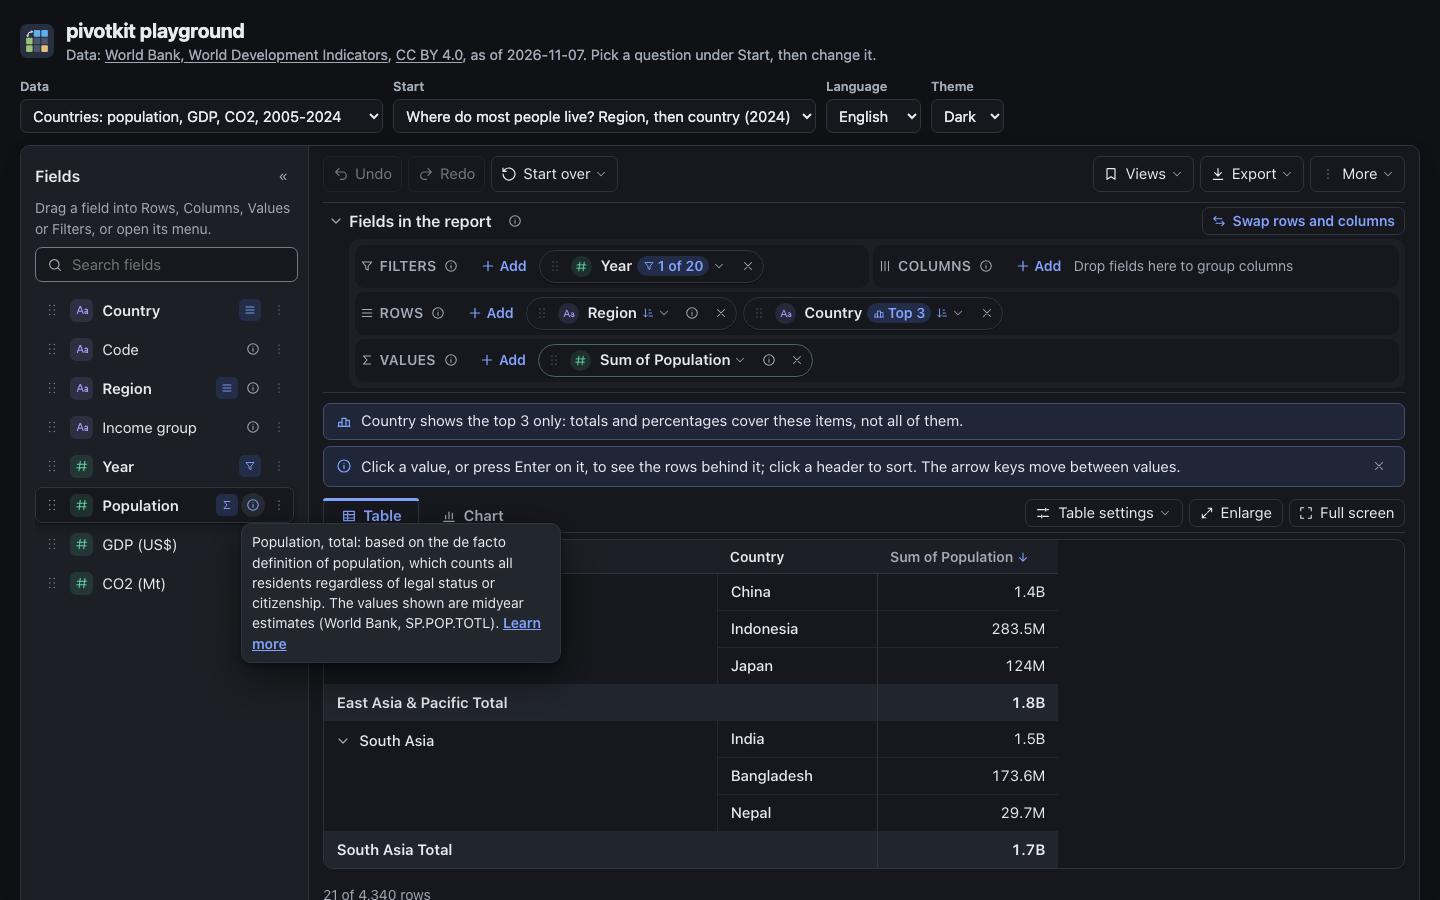 pivotkit playground
Data: World Bank, World Development Indicators, CC BY 4.0, as of 2026-11-07. Pick a question under Start, then change it.
Data
Start
Language
Theme
Countries: population, GDP, CO2, 2005-2024
Where do most people live? Region, then country (2024)
English
Dark
Fields
«
Drag a field into Rows, Columns, Values
or Filters, or open its menu.
Search fields
Aa Country
Aa Code
Aa Region
Aa Income group
# Year
# Population Σ
# GDP (US$)
# CO2 (Mt)
Undo
Redo
Start over
Views
Export
More
Fields in the report
Swap rows and columns
FILTERS + Add # Year 1 of 20
COLUMNS + Add Drop fields here to group columns
ROWS + Add Aa Region Aa Country Top 3
Σ VALUES + Add # Sum of Population
Country shows the top 3 only: totals and percentages cover these items, not all of them.
Click a value, or press Enter on it, to see the rows behind it; click a header to sort. The arrow keys move between values.
Table
Chart
Table settings
Enlarge
Full screen
Population, total: based on the de facto
definition of population, which counts all
residents regardless of legal status or
citizenship. The values shown are midyear
estimates (World Bank, SP.POP.TOTL). Learn
more
Country Sum of Population
China 1.4B
Indonesia 283.5M
Japan 124M
East Asia & Pacific Total 1.8B
South Asia India 1.5B
Bangladesh 173.6M
Nepal 29.7M
South Asia Total 1.7B
21 of 4,340 rows